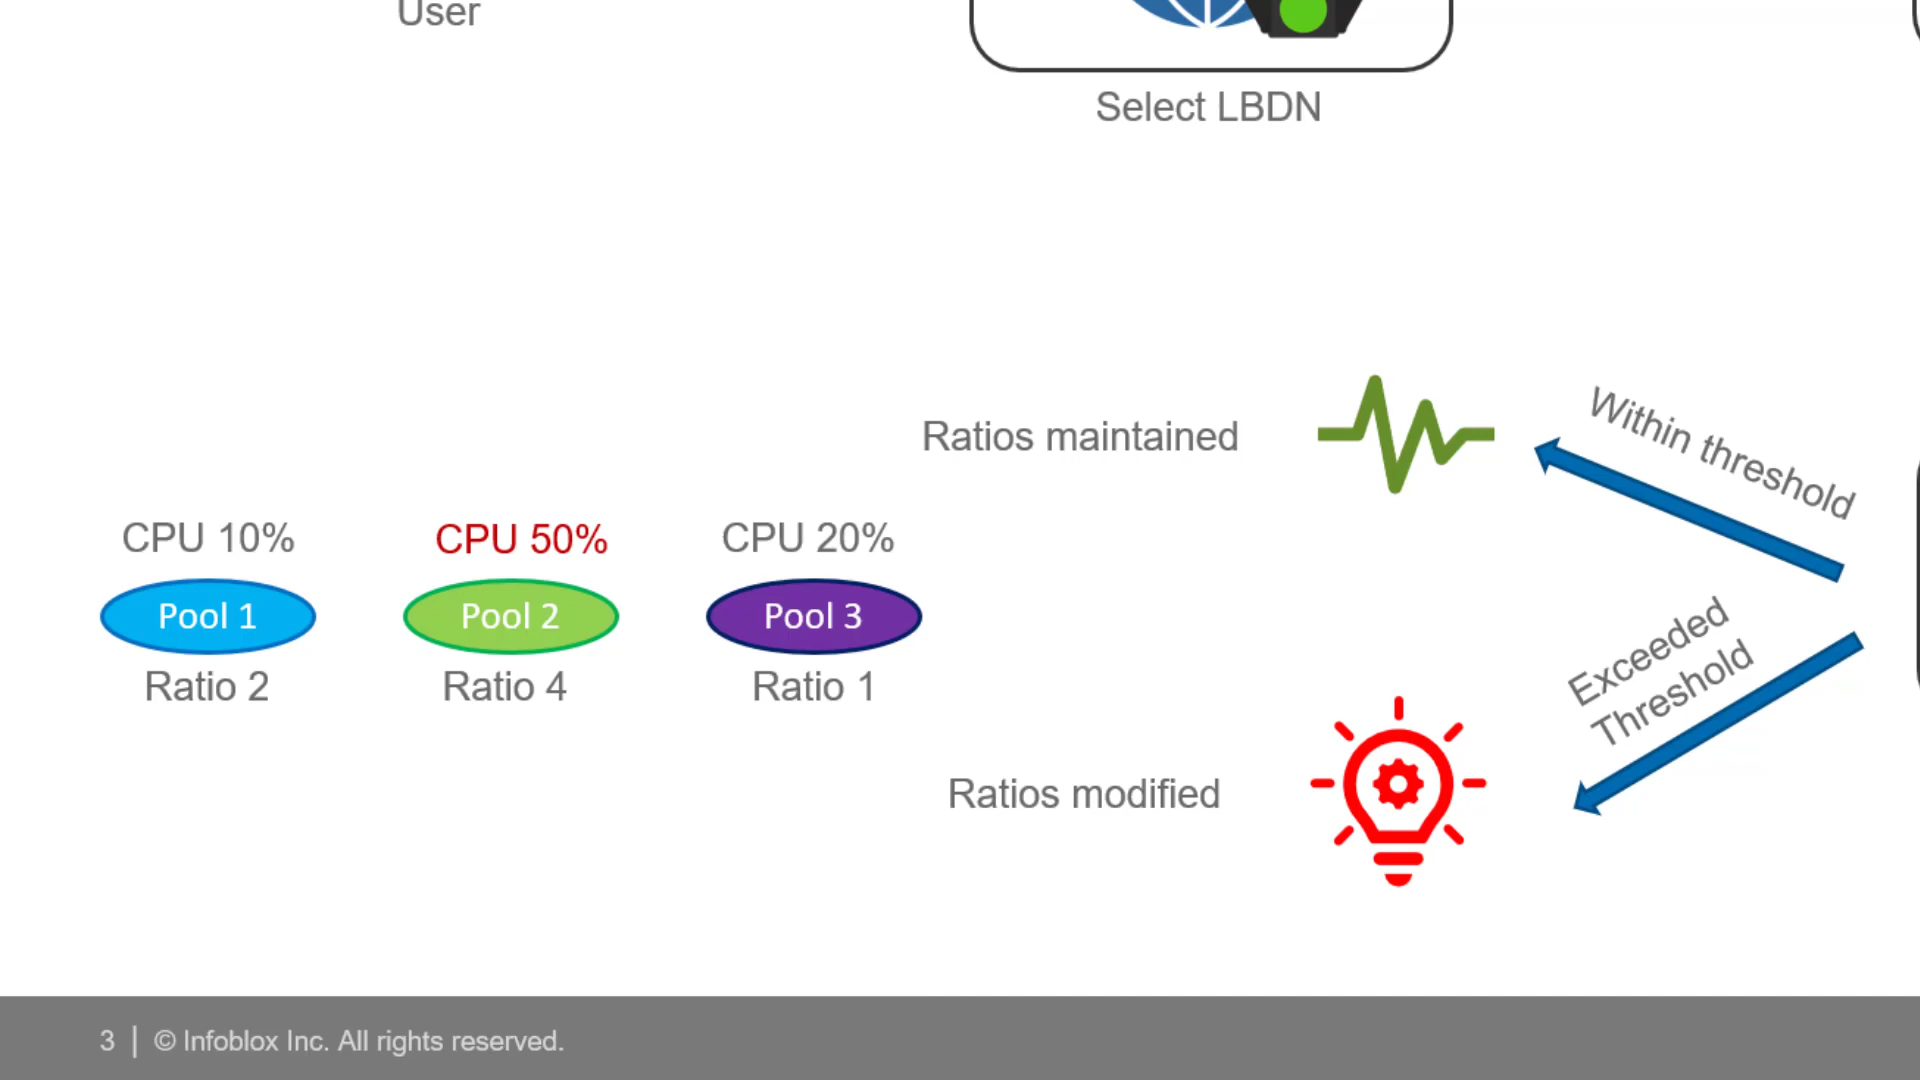 User
Select LBDN
Within threshold
Ratios maintained
CPU 10%
CPU 50%
CPU 20%
Pool 1
Pool 2
Pool 3
Ratio 2
Ratio 4
Ratio 1
Exceeded
Threshold
Ratios modified
3 | © Infoblox Inc. All rights reserved.